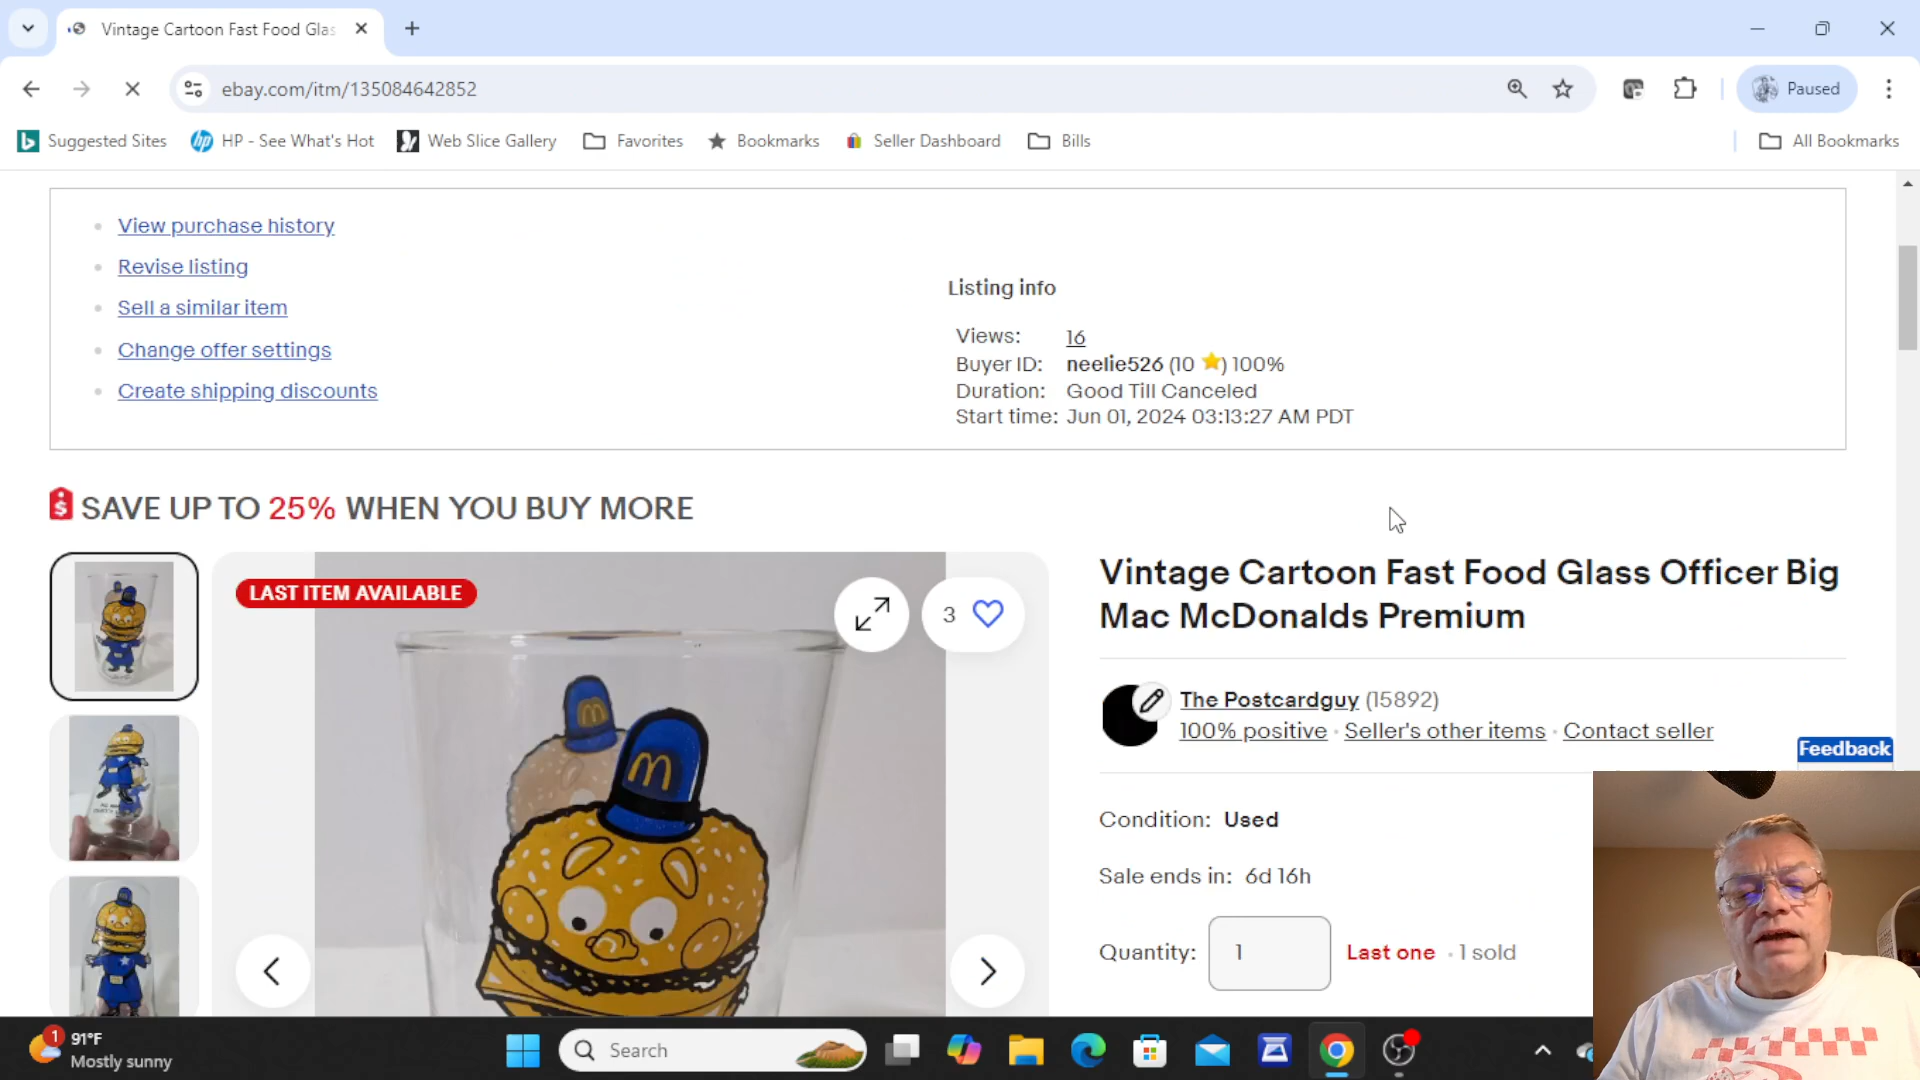 Vintage Cartoon Fast Food Glas
ebay.com/itm/135084642852
Paused
Suggested Sites
HP - See What's Hot
Web Slice Gallery
Favorites
Bookmarks
Seller Dashboard
Bills
All Bookmarks
View purchase history
Revise listing
Sell a similar item
Change offer settings
Create shipping discounts
Listing info
Views: 16
Buyer ID: neelie526 (10 ) 100%
Duration: Good Till Canceled
Start time: Jun 01, 2024 03:13:27 AM PDT
SAVE UP TO 25% WHEN YOU BUY MORE
LAST ITEM AVAILABLE
3
Vintage Cartoon Fast Food Glass Officer Big
Mac McDonalds Premium
The Postcardguy (15892)
100% positive · Seller's other items · Contact seller
Feedback
Condition: Used
Sale ends in: 6d 16h
Quantity: 1 Last one · 1 sold
1
91°F
Mostly sunny
Search